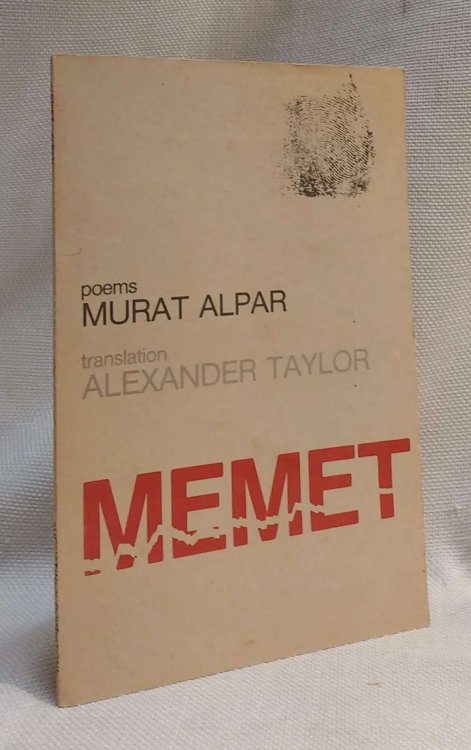 poems
MURAT ALPAR
translation
ALEXANDER TAYLOR
MEMET